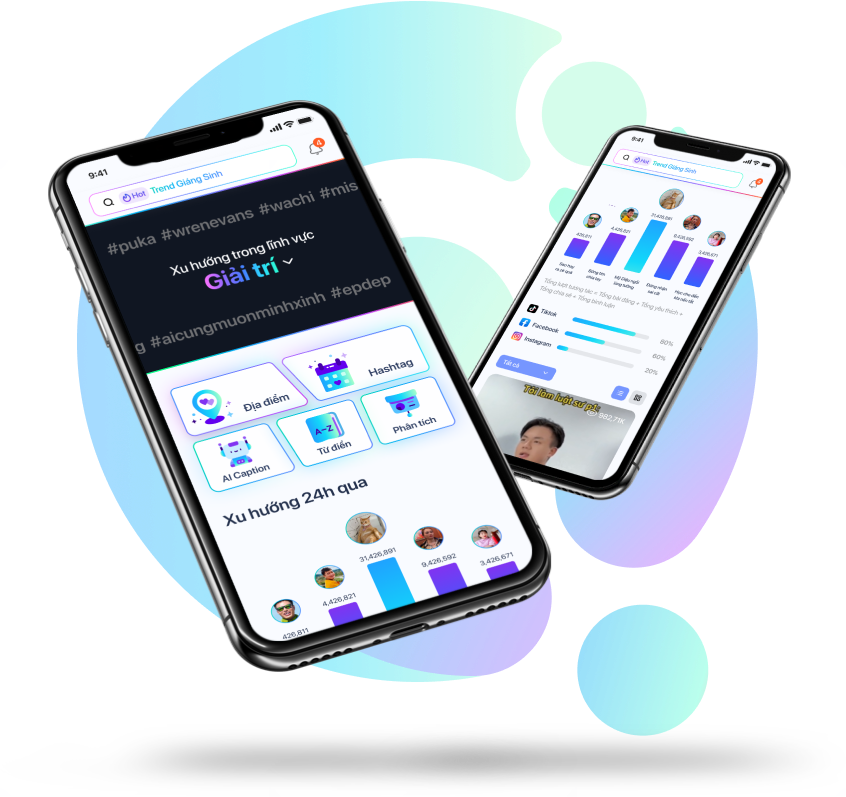 9:41
4
Hot Trend Giáng Sinh
#puka #wrenevans #wachi #mis
Xu hướng trong lĩnh vực
Giải trí
g #aicungmuonminhxinh #epdep
Địa điểm
Hashtag
AI Caption
A-Z
Từ điển
Phân tích
Xu hướng 24h qua
426,811
4,426,821
31,426,891
9,426,592
3,426,671
9:41
4
Hot Trend Giáng Sinh
426,811
4,426,821
31,426,891
9,426,592
3,426,671
Tổng lượt tương tác = Tổng bài đăng + Tổng yêu thích +
Tổng chia sẻ + Tổng bình luận
Tiktok
80%
Facebook
60%
Instagram
20%
Tất cả
Tôi làm luật sư
882,71K